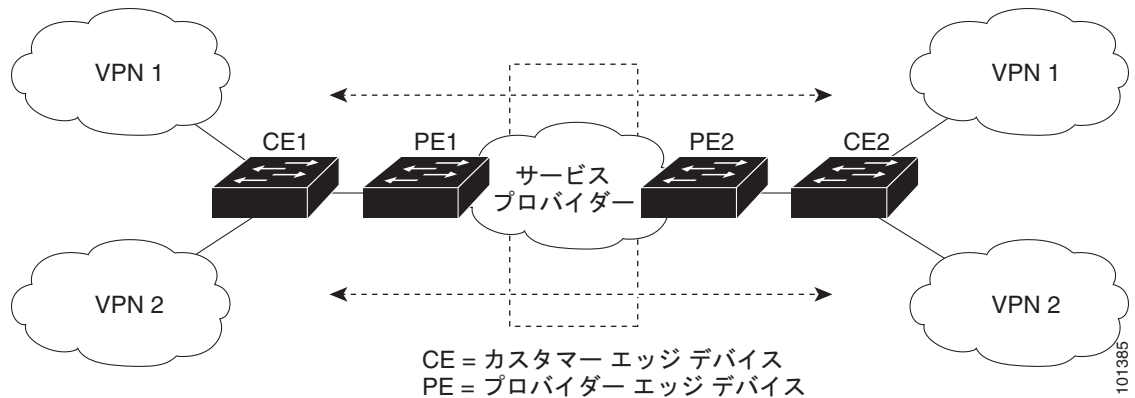 VPN 1
VPN 1
CE1
PE1
PE2
CE2
サービス
プロバイダー
VPN 2
VPN 2
CE = カスタマー エッジ デバイス
PE = プロバイダー エッジ デバイス
101385